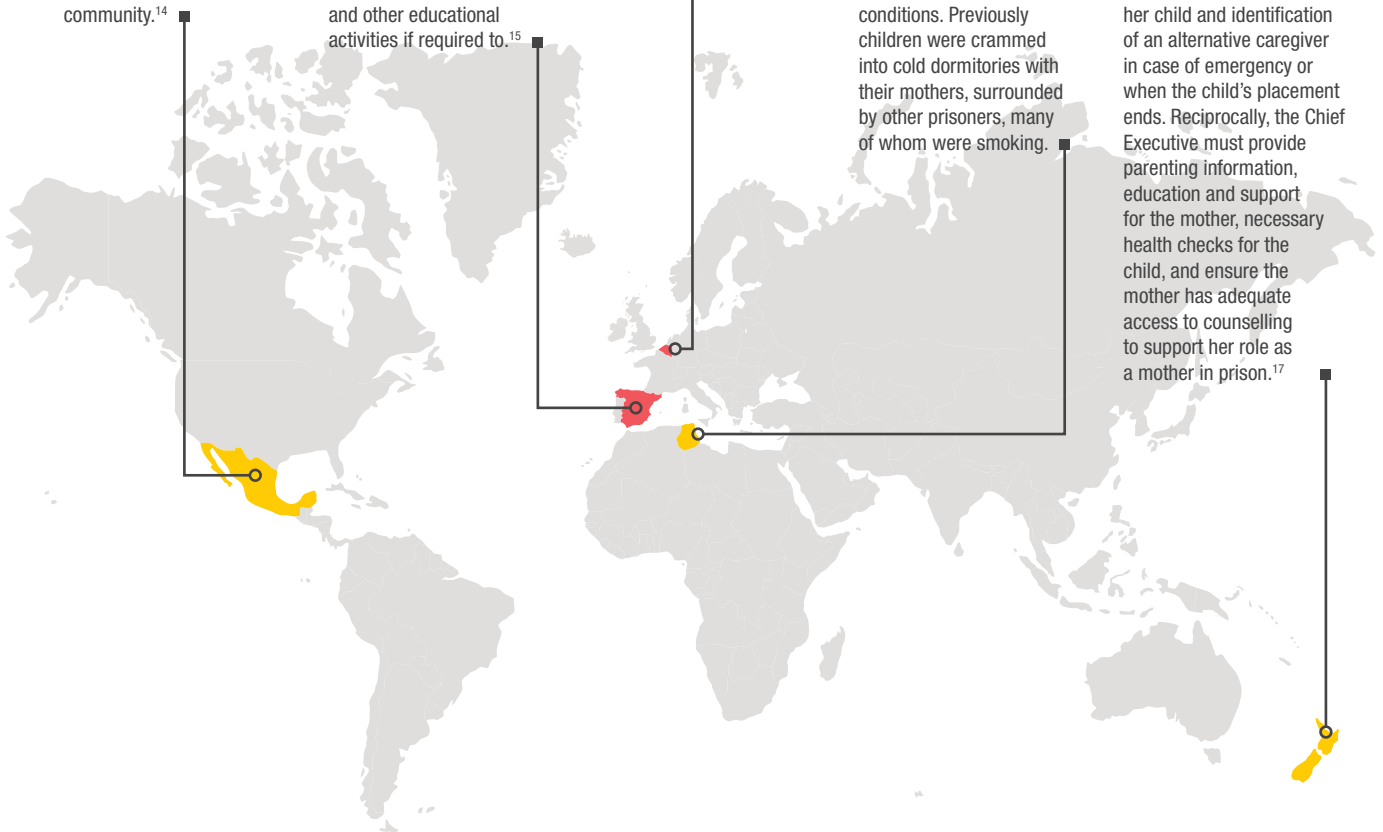 community.14
and other educational
activities if required to.15
conditions. Previously
children were crammed
into cold dormitories with
their mothers, surrounded
by other prisoners, many
of whom were smoking.
her child and identification
of an alternative caregiver
in case of emergency or
when the child's placement
ends. Reciprocally, the Chief
Executive must provide
parenting information,
education and support
for the mother, necessary
health checks for the
child, and ensure the
mother has adequate
access to counselling
to support her role as
a mother in prison.17